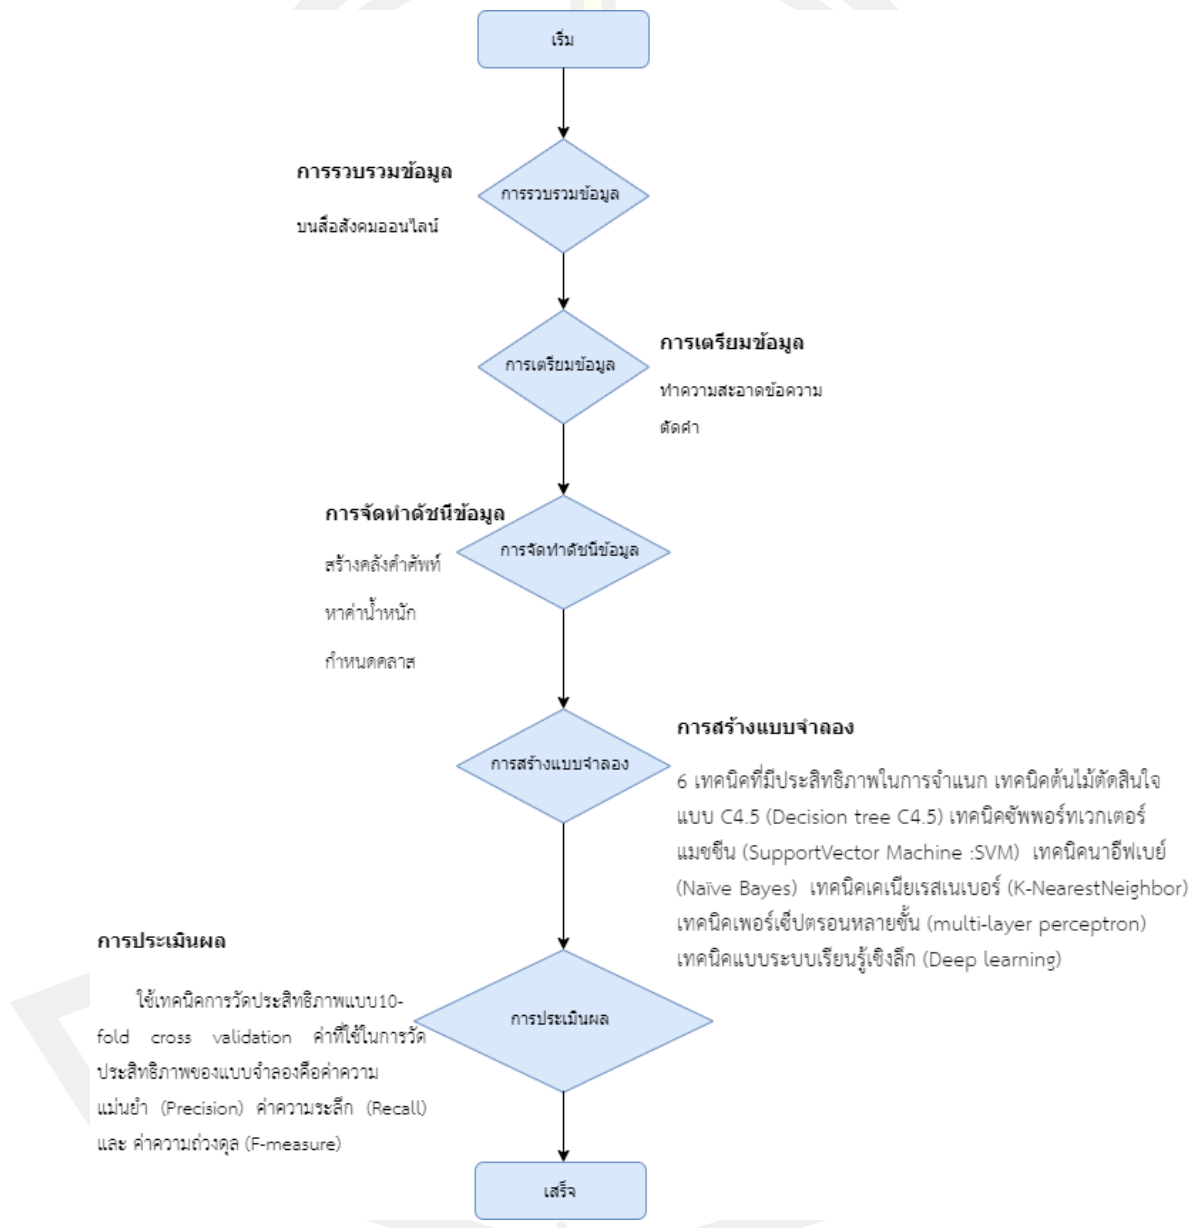 เริ่ม
การรวบรวมข้อมูล
บนสื่อสังคมออนไลน์
การรวบรวมข้อมูล
การเตรียมข้อมูล
การเตรียมข้อมูล
ทำความสะอาดข้อความ
ตัดคำ
การจัดทำดัชนีข้อมูล
สร้างคลังคำศัพท์
หาค่าน้ำหนัก
กำหนดคลาส
การจัดทำดัชนีข้อมูล
การสร้างแบบจำลอง
การสร้างแบบจำลอง
6 เทคนิคที่มีประสิทธิภาพในการจำแนก เทคนิคต้นไม้ตัดสินใจ
แบบ C4.5 (Decision tree C4.5) เทคนิคซัพพอร์ทเวกเตอร์
แมชชีน (SupportVector Machine :SVM) เทคนิคนาอีฟเบย์
(Naïve Bayes) เทคนิคเคเนียเรสเนเบอร์ (K-NearestNeighbor)
เทคนิคเพอร์เซ็ปตรอนหลายชั้น (multi-layer perceptron)
เทคนิคแบบระบบเรียนรู้เชิงลึก (Deep learning)
การประเมินผล
ใช้เทคนิคการวัดประสิทธิภาพแบบ10-
fold cross validation ค่าที่ใช้ในการวัด
ประสิทธิภาพของแบบจำลองคือค่าความ
แม่นยำ (Precision) ค่าความระลึก (Recall)
และ ค่าความถ่วงดุล (F-measure)
การประเมินผล
เสร็จ